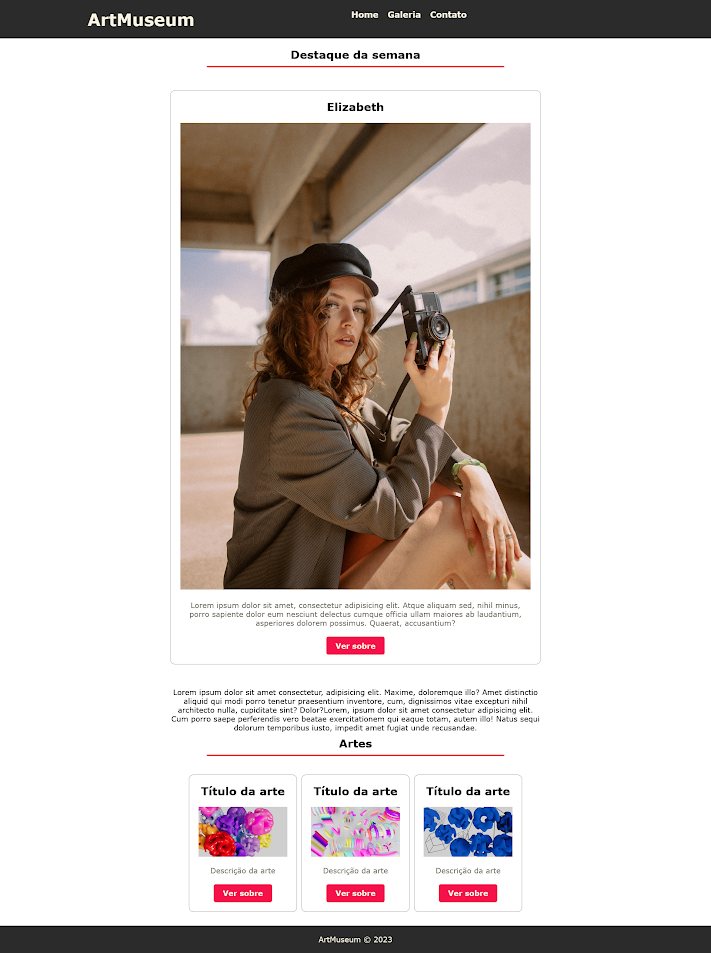 ArtMuseum
Home Galeria Contato
Destaque da semana
Elizabeth
Lorem ipsum dolor sit amet, consectetur adipisicing elit. Atque aliquam sed, nihil minus,
porro sapiente dolor eum nesciunt delectus cumque officia ullam maiores ab laudantium,
asperiores dolorem possimus. Quaerat, accusantium?
Ver sobre
Lorem ipsum dolor sit amet consectetur, adipisicing elit. Maxime, doloremque illo? Amet distinctio
aliquid qui modi porro tenetur praesentium inventore, cum, dignissimos vitae excepturi nihil
architecto nulla, cupiditate sint? Dolor?Lorem, ipsum dolor sit amet consectetur adipisicing elit.
Cum porro saepe perferendis vero beatae exercitationem qui eaque totam, autem illo! Natus sequi
dolorum temporibus iusto, impedit amet fugiat unde recusandae.
Artes
Título da arte
Descrição da arte
Ver sobre
Título da arte
Descrição da arte
Ver sobre
Título da arte
Descrição da arte
Ver sobre
ArtMuseum © 2023